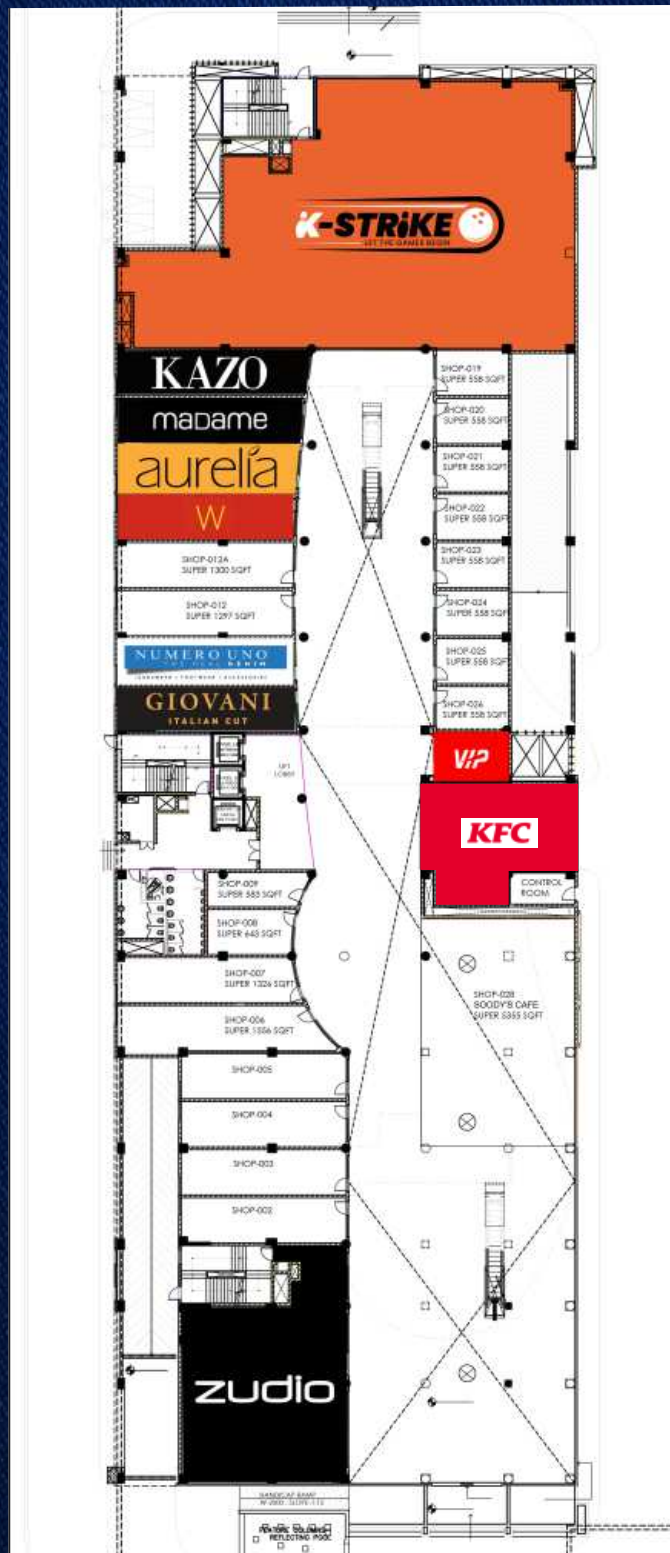 K-STRIKE
LET THE GAMES BEGIN
KAZO
maDame
aurelia
W
SHOP-012A
SUPER 1300 SQFT
SHOP-012
SUPER 1297 SQFT
NUMERO UNO
GIOVANI
ITALIAN CUT
SHOP-019
SUPER 558 SQFT
SHOP-020
SUPER 558 SQFT
SHOP-021
SUPER 558 SQFT
SHOP-022
SUPER 558 SQFT
SHOP-023
SUPER 558 SQFT
SHOP-024
SUPER 558 SQFT
SHOP-025
SUPER 558 SQFT
SHOP-026
SUPER 558 SQFT
LIFT
LOBBY
VIP
KFC
CONTROL
ROOM
SHOP-009
SUPER 585 SQFT
SHOP-008
SUPER 643 SQFT
SHOP-007
SUPER 1326 SQFT
SHOP-006
SUPER 1556 SQFT
SHOP-028
BOODY'S CAFE
SUPER 5355 SQFT
SHOP-005
SHOP-004
SHOP-003
SHOP-002
zudio
HANDICAP RAMP
REFLECTING POOL